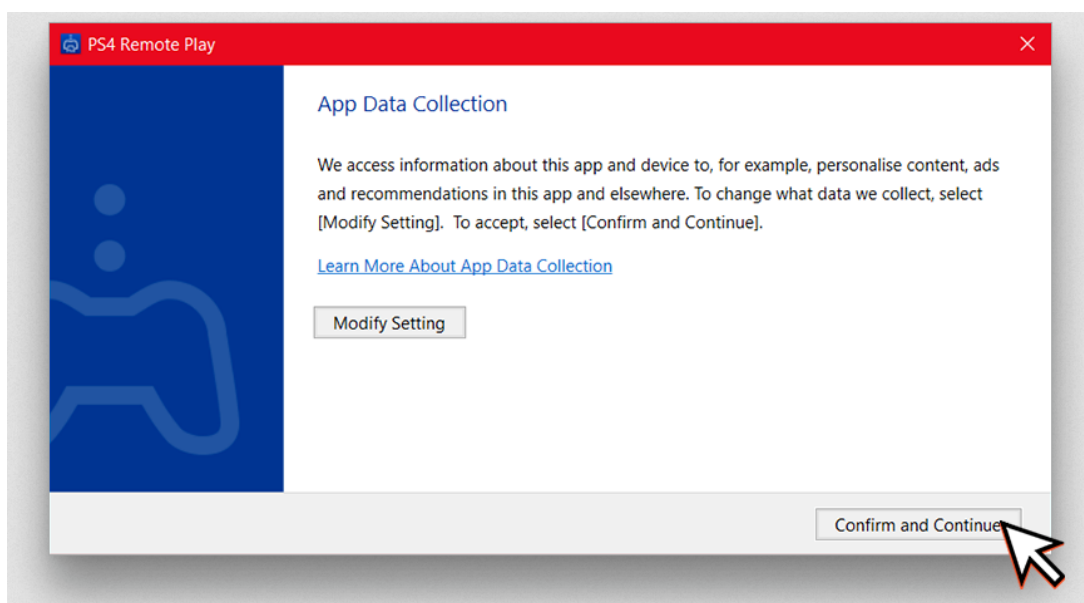 PS4 Remote Play
App Data Collection
We access information about this app and device to, for example, personalise content, ads
and recommendations in this app and elsewhere. To change what data we collect, select
[Modify Setting].  To accept, select [Confirm and Continue].
Learn More About App Data Collection
Modify Setting
Confirm and Continue